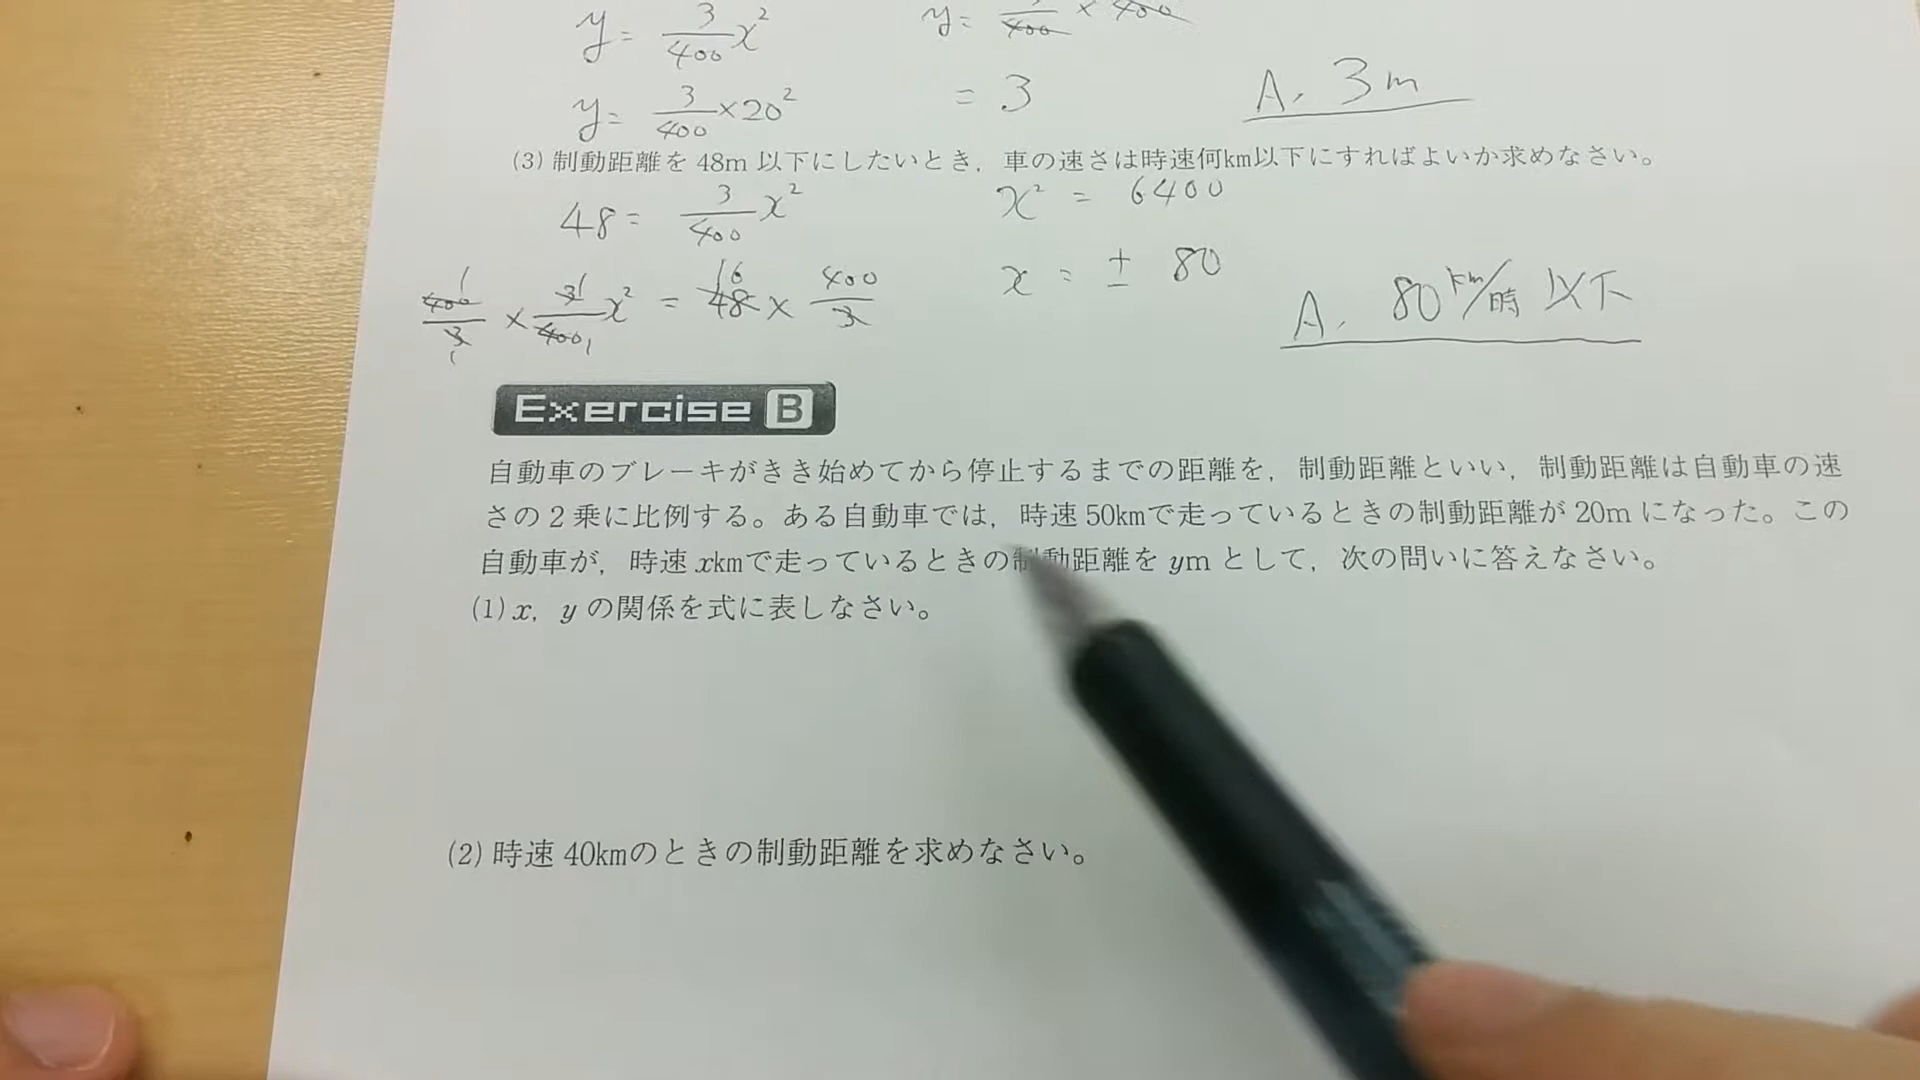 y = 3/400 x²
y = 3/400 × 20²
= 3
A. 3m
(3) 制動距離を 48m 以下にしたいとき，車の速さは時速何km以下にすればよいか求めなさい。
48 = 3/400 x²
400/3 × 3/400 x² = 48 × 400/3
x² = 6400
x = ± 80
A. 80km/時 以下
Exercise B
自動車のブレーキがきき始めてから停止するまでの距離を，制動距離といい，制動距離は自動車の速
さの2乗に比例する。ある自動車では，時速50kmで走っているときの制動距離が20mになった。この
自動車が，時速xkmで走っているときの制動距離をymとして，次の問いに答えなさい。
(1) x，yの関係を式に表しなさい。
(2) 時速40kmのときの制動距離を求めなさい。